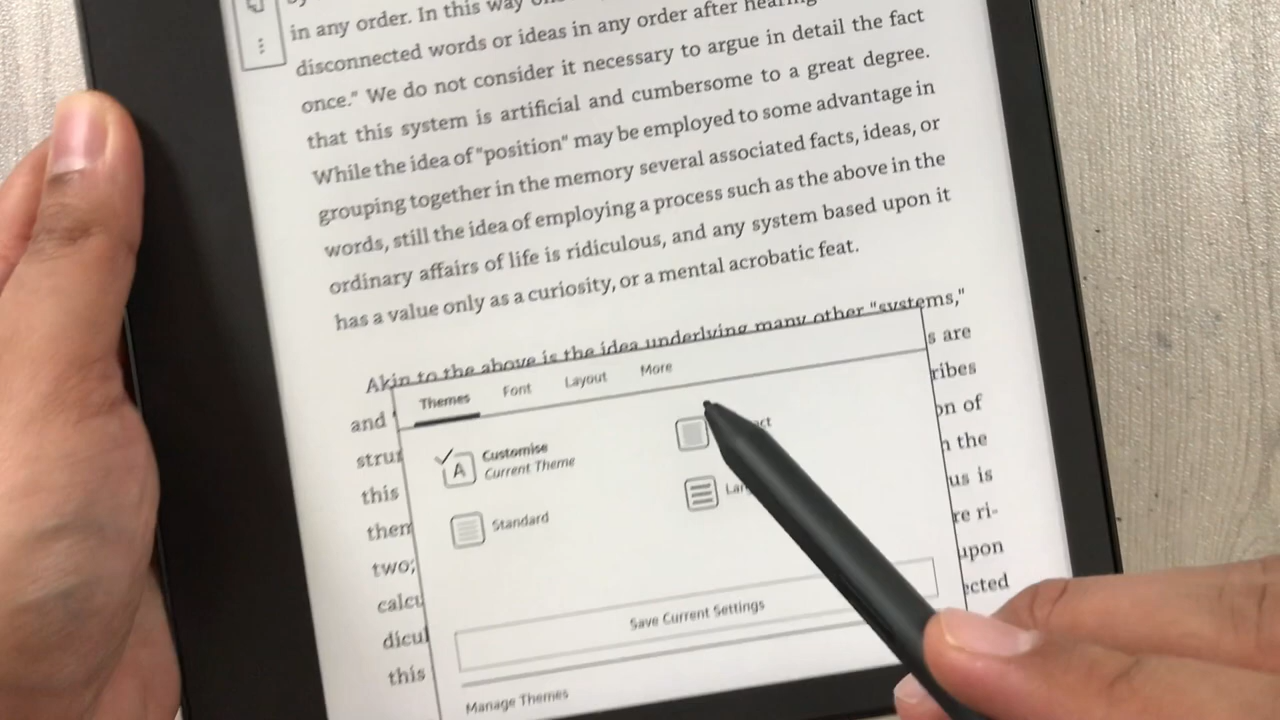 in any order. In this way
disconnected words or ideas in any order after hearing
once." We do not consider it necessary to argue in detail the fact
that this system is artificial and cumbersome to a great degree.
While the idea of "position" may be employed to some advantage in
grouping together in the memory several associated facts, ideas, or
words, still the idea of employing a process such as the above in the
ordinary affairs of life is ridiculous, and any system based upon it
has a value only as a curiosity, or a mental acrobatic feat.
Akin to the above is the idea underlying many other "systems,"
s are
and
ribes
on of
this
n the
us is
two;
re ri-
upon
ected
this
Themes Font Layout More
Customise
Current Theme
A
Standard
Save Current Settings
Manage Themes